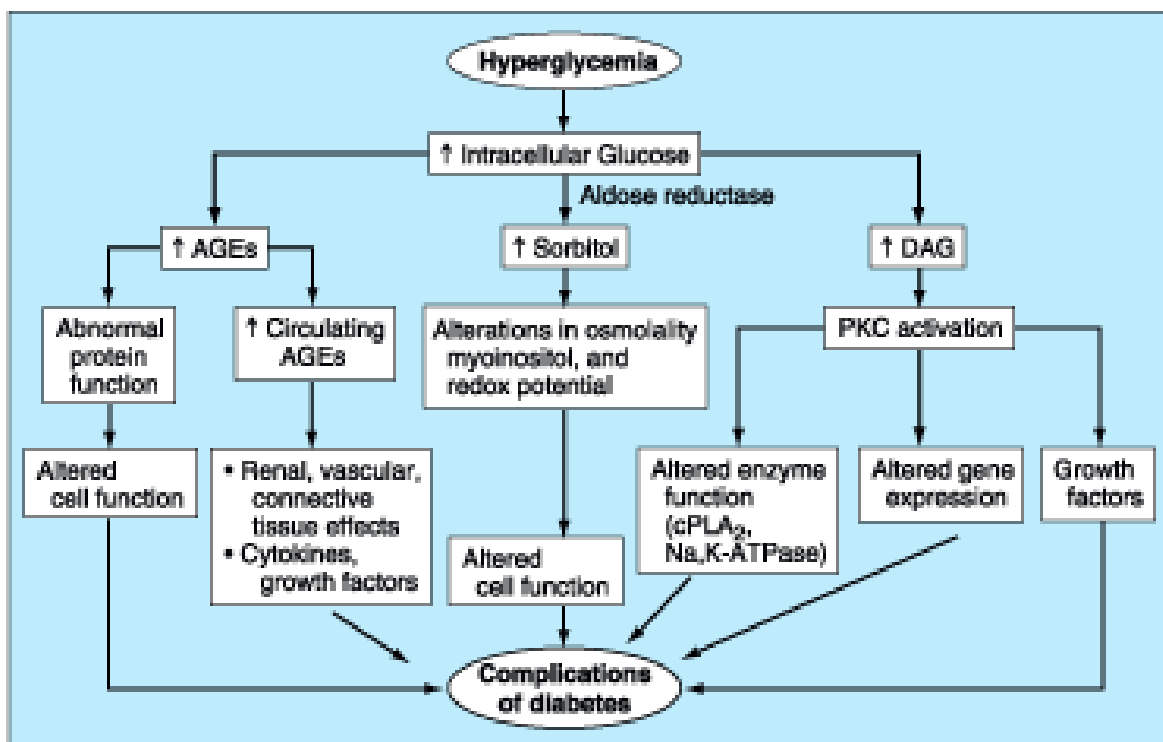 Hyperglycemia
↑ Intracellular Glucose
Aldose reductase
↑ AGEs
↑ Sorbitol
↑ DAG
Abnormal
protein
function
↑ Circulating
AGEs
Alterations in osmolality
myoinositol, and
redox potential
PKC activation
Altered
cell function
• Renal, vascular,
connective
tissue effects
• Cytokines,
growth factors
Altered
cell function
Altered enzyme
function
(cPLA₂,
Na,K-ATPase)
Altered gene
expression
Growth
factors
Complications
of diabetes